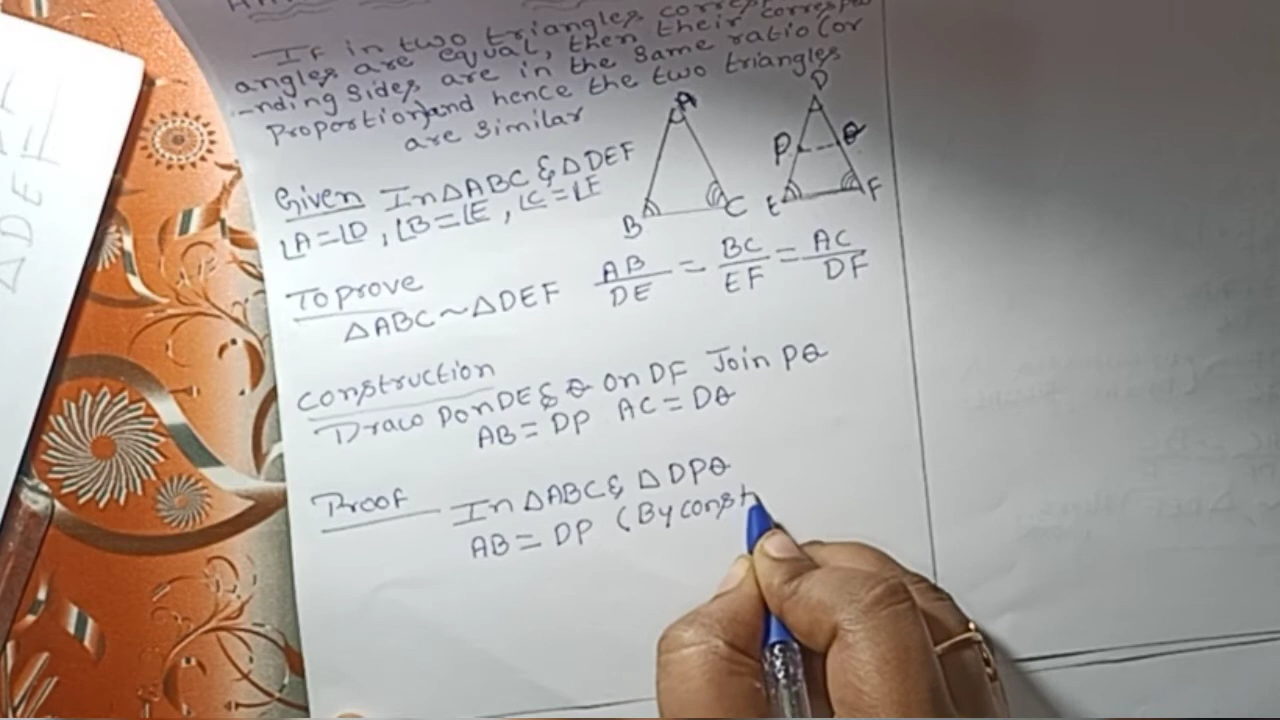 If in two triangles
angles are equal, then their
-nding sides are in the same ratio (or
Proportion) and hence the two triangles
are similar
Given In △ABC & △DEF
∠A=∠D, ∠B=∠E, ∠C=∠F
A
B
C
D
P
Q
E
F
To prove
△ABC ~ △DEF AB/DE = BC/EF = AC/DF
Construction
Draw P on DE & Q on DF Join PQ
AB = DP AC = DQ
Proof In △ABC & △DPQ
AB = DP (By const
△DEF